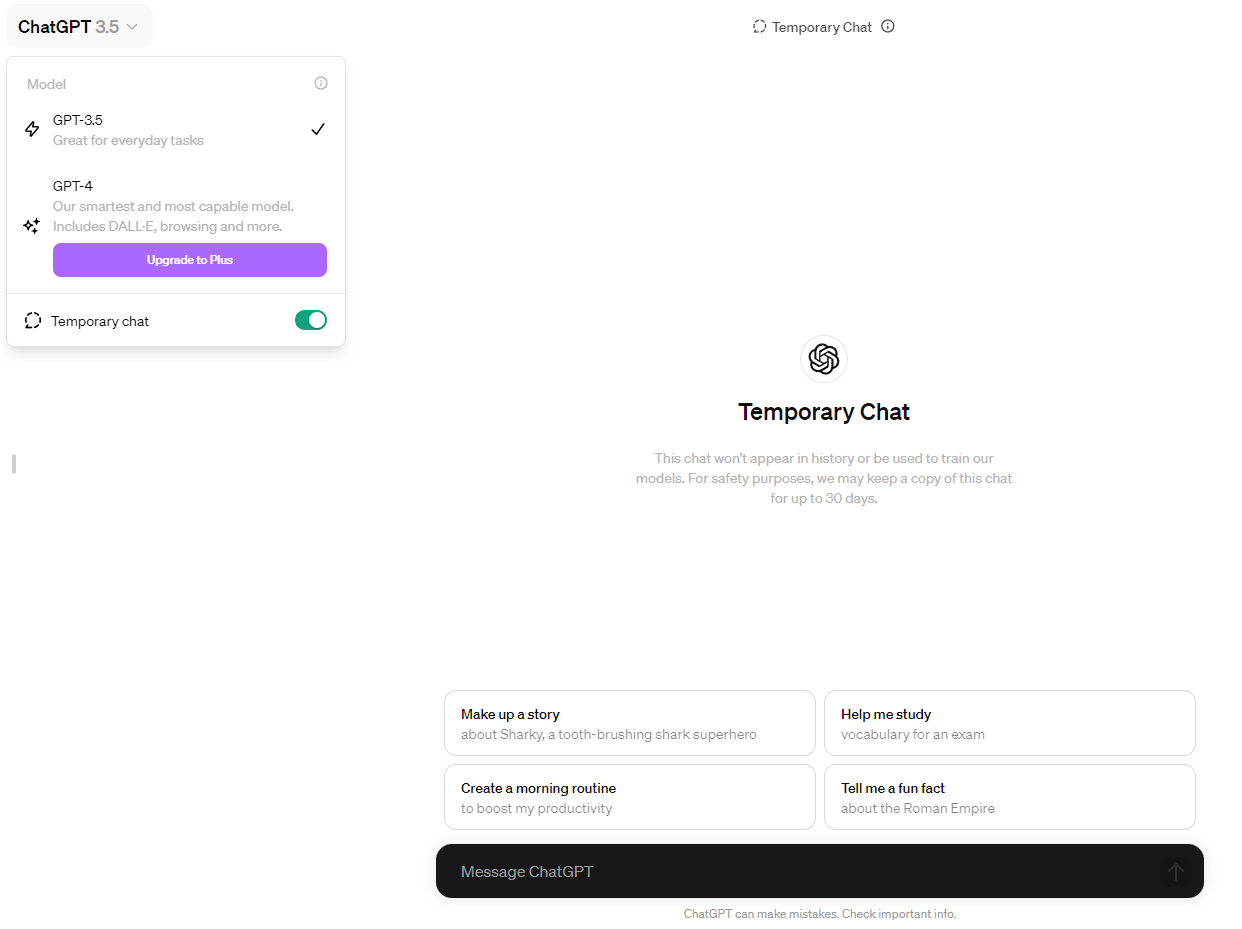 ChatGPT 3.5
Temporary Chat
Model
GPT-3.5
Great for everyday tasks
GPT-4
Our smartest and most capable model.
Includes DALL·E, browsing and more.
Upgrade to Plus
Temporary chat
Temporary Chat
This chat won't appear in history or be used to train our
models. For safety purposes, we may keep a copy of this chat
for up to 30 days.
Make up a story
about Sharky, a tooth-brushing shark superhero
Help me study
vocabulary for an exam
Create a morning routine
to boost my productivity
Tell me a fun fact
about the Roman Empire
Message ChatGPT
ChatGPT can make mistakes. Check important info.